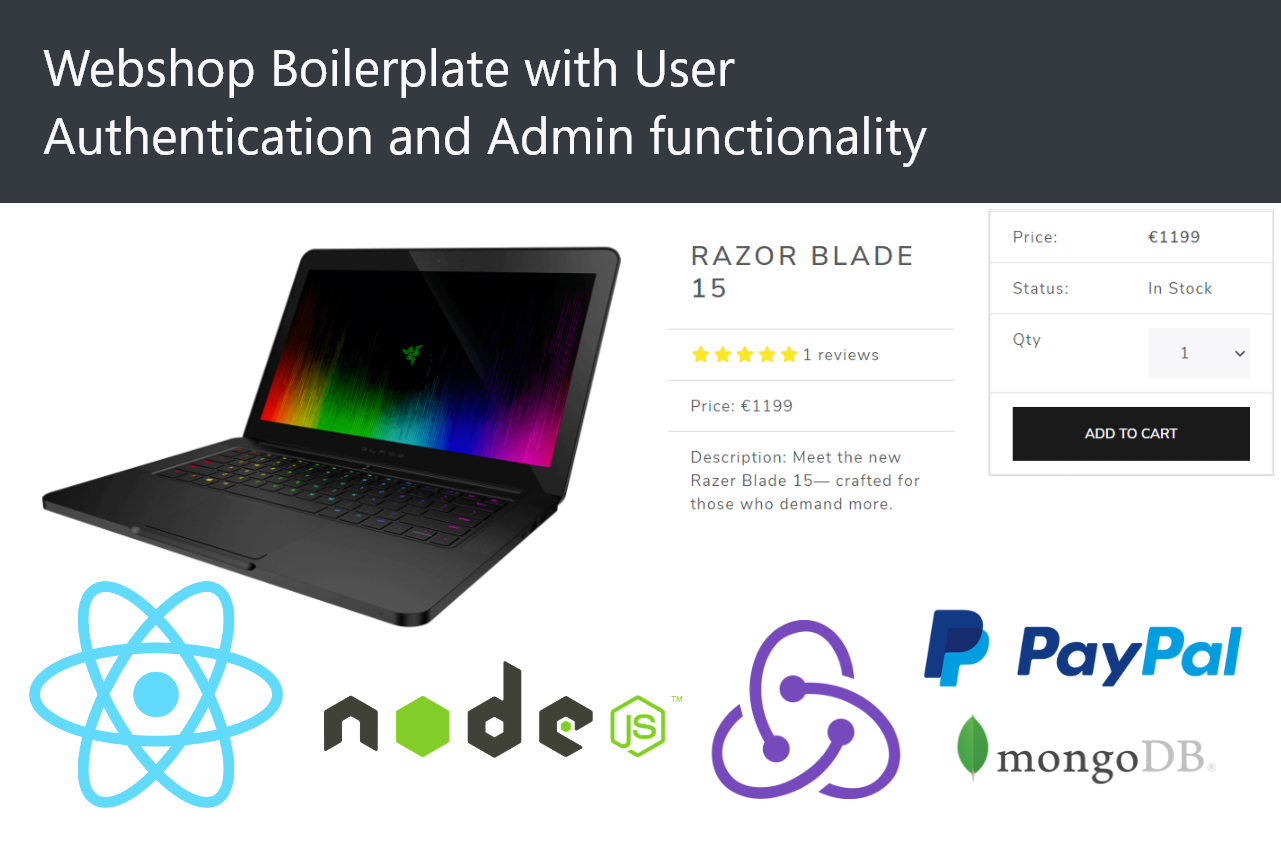 Webshop Boilerplate with User
Authentication and Admin functionality
RAZOR BLADE
15
1 reviews
Price: €1199
Description: Meet the new
Razer Blade 15— crafted for
those who demand more.
Price: €1199
Status: In Stock
Qty 1
ADD TO CART
BLADE
node JS ™
PayPal
mongoDB®